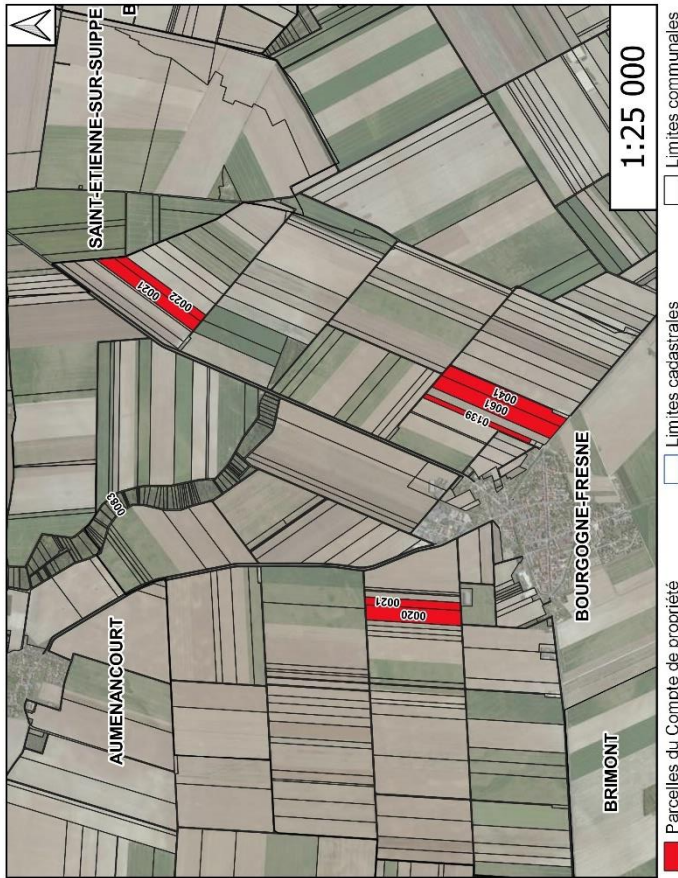 SAINT-ETIENNE-SUR-SUIPPE
B
AUMENANCOURT
0083
0021
0022
0021
0020
0139
0061
0041
BOURGOGNE-FRESNE
BRIMONT
1:25 000
Parcelles du Compte de propriété
Limites cadastrales
Limites communales